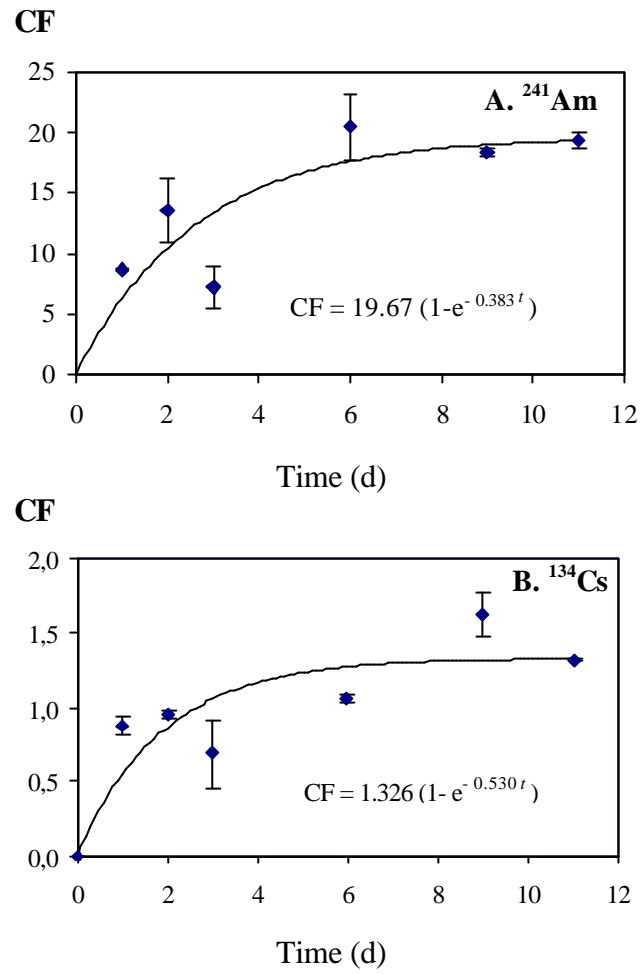 CF
25
A. ²⁴¹Am
20
15
10
5
CF = 19.67 (1-e⁻ ⁰·³⁸³ ᵗ)
0
0 2 4 6 8 10 12
Time (d)
CF
2,0
B. ¹³⁴Cs
1,5
1,0
0,5
CF = 1.326 (1- e⁻ ⁰·⁵³⁰ ᵗ)
0,0
0 2 4 6 8 10 12
Time (d)